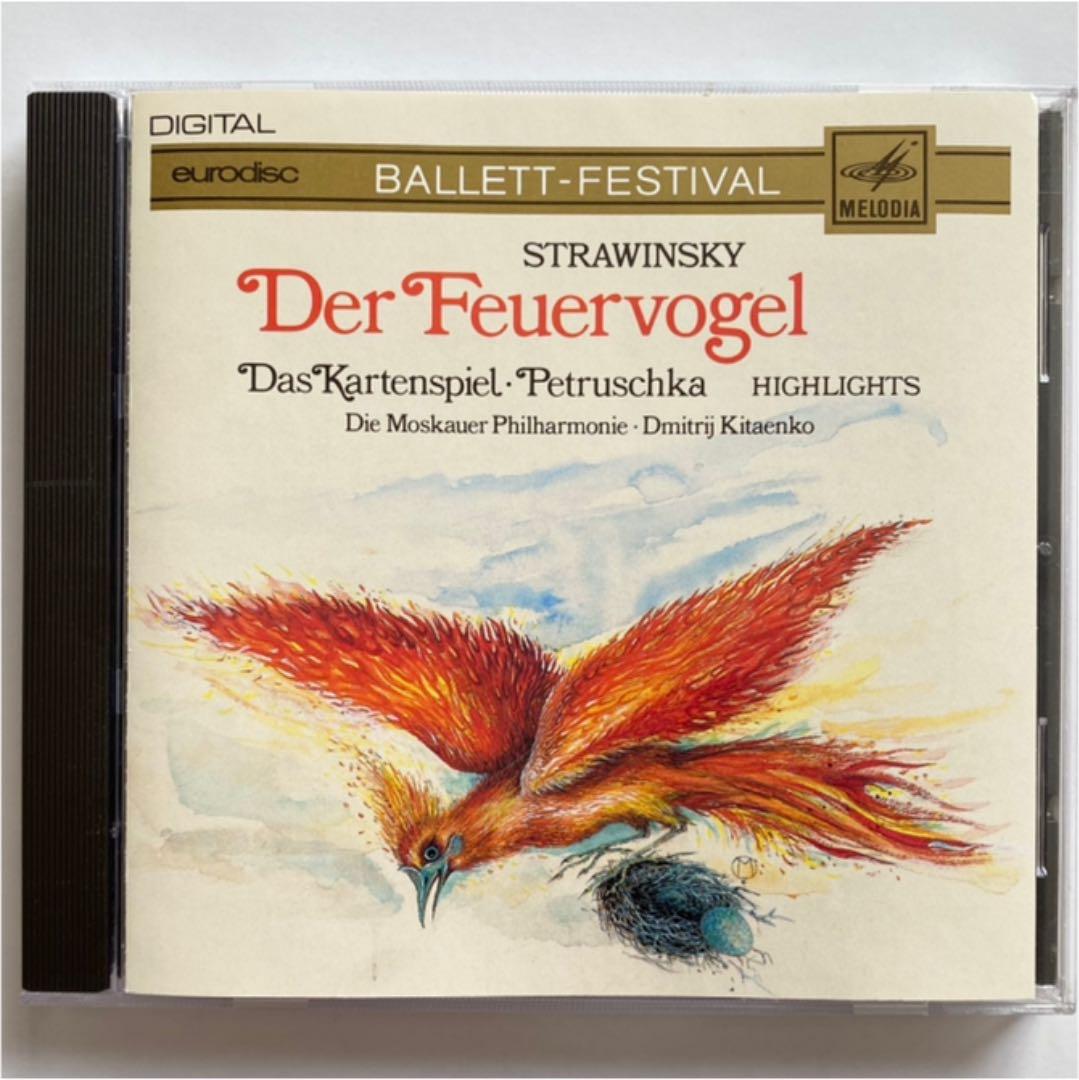 DIGITAL
eurodisc BALLETT-FESTIVAL
MELODIA
STRAWINSKY
Der Feuervogel
Das Kartenspiel · Petruschka HIGHLIGHTS
Die Moskauer Philharmonie · Dmitrij Kitaenko